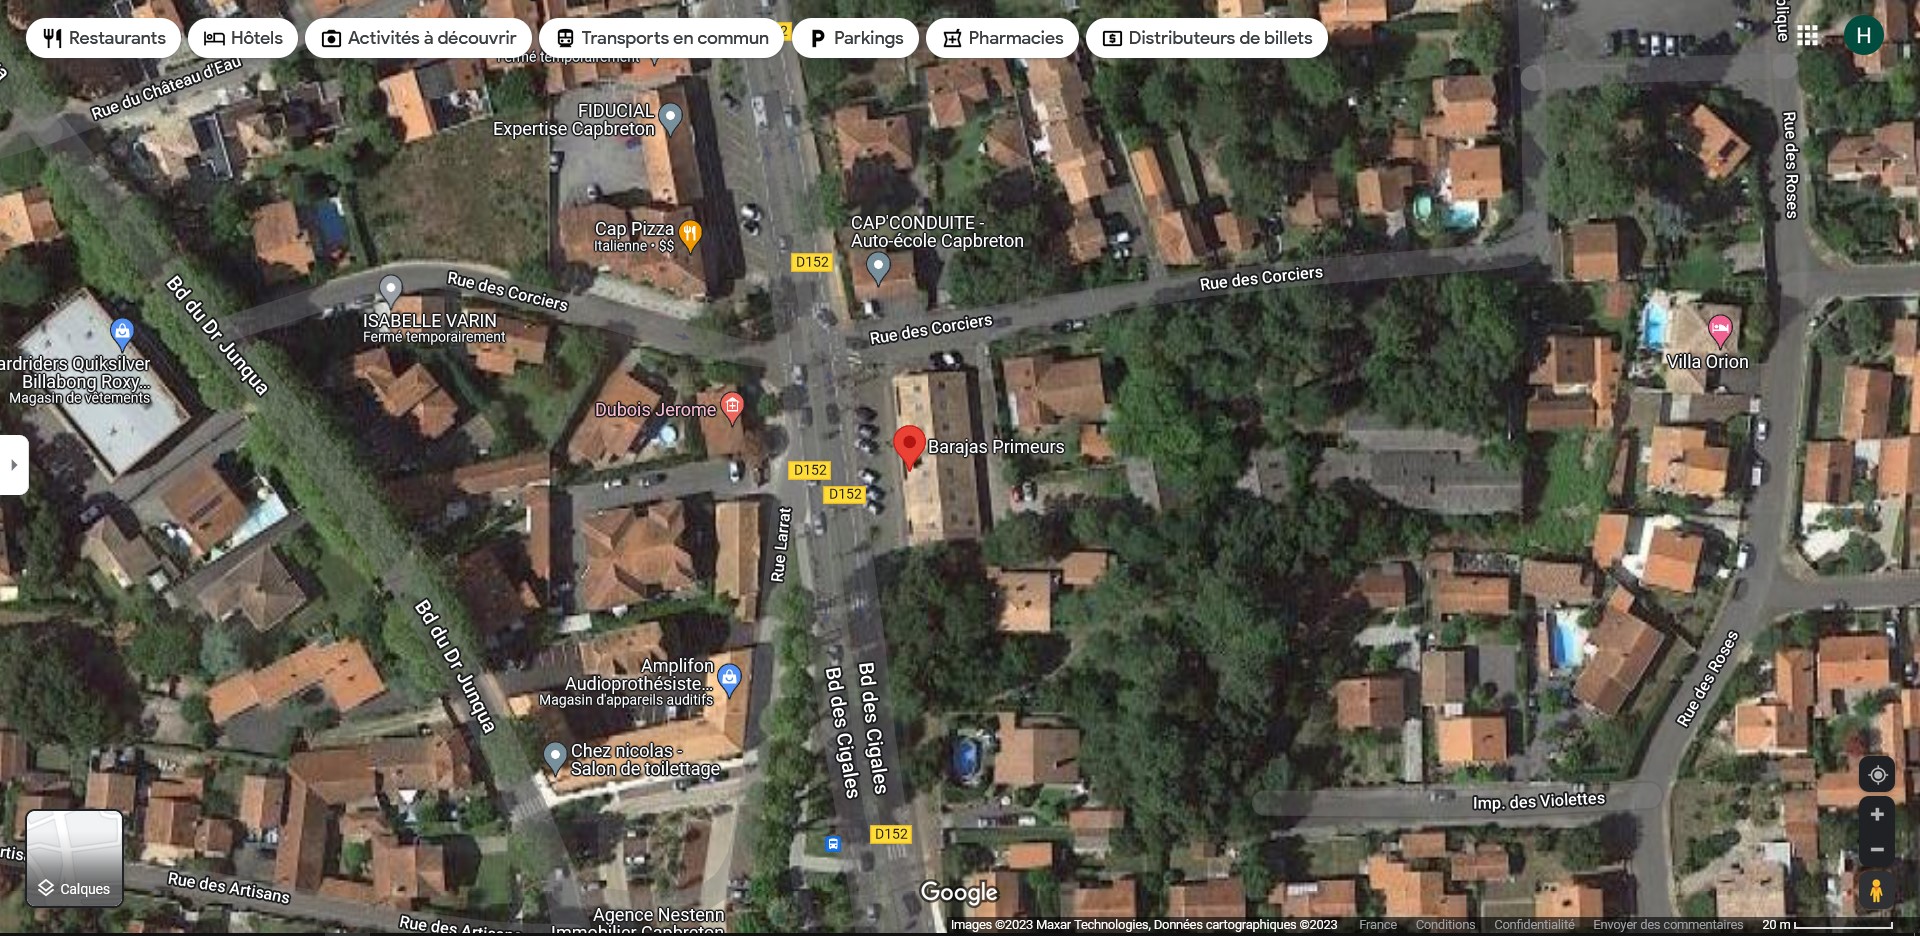 Restaurants
Hôtels
Activités à découvrir
Transports en commun
Parkings
Pharmacies
Distributeurs de billets
H
Fermé temporairement
Rue du Château d'Eau
FIDUCIAL
Expertise Capbreton
Rue des Roses
Cap Pizza
Italienne • $$
CAP'CONDUITE -
Auto-école Capbreton
D152
Rue des Corciers
Rue des Corciers
Rue des Corciers
Bd du Dr Junqua
ISABELLE VARIN
Fermé temporairement
ardriders Quiksilver
Billabong Roxy...
Magasin de vêtements
Villa Orion
Dubois Jerome
Barajas Primeurs
D152
D152
Rue Larrat
Bd du Dr Junqua
Amplifon
Audioprothésiste...
Magasin d'appareils auditifs
Bd des Cigales
Bd des Cigales
Rue des Roses
Chez nicolas -
Salon de toilettage
Imp. des Violettes
D152
Calques
Rue des Artisans
Rue des Artisans
Agence Nestenn
Immobilier Capbreton
Google
Images ©2023 Maxar Technologies, Données cartographiques ©2023
France
Conditions
Confidentialité
Envoyer des commentaires
20 m